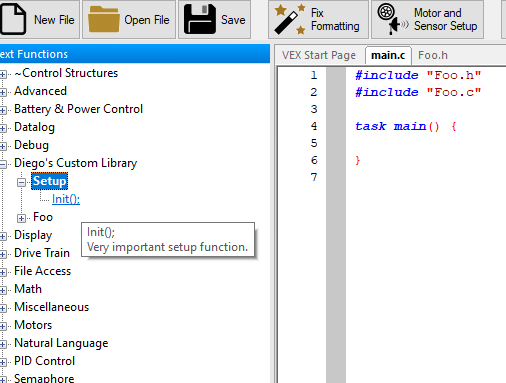 New File
Open File
Save
Fix
Formatting
Motor and
Sensor Setup
ext Functions
~Control Structures
Advanced
Battery & Power Control
Datalog
Debug
Diego's Custom Library
Setup
Init();
Foo
Init();
Very important setup function.
Display
Drive Train
File Access
Math
Miscellaneous
Motors
Natural Language
PID Control
Semaphore
VEX Start Page
main.c
Foo.h
1 #include "Foo.h"
2 #include "Foo.c"
3
4 task main() {
5
6 }
7